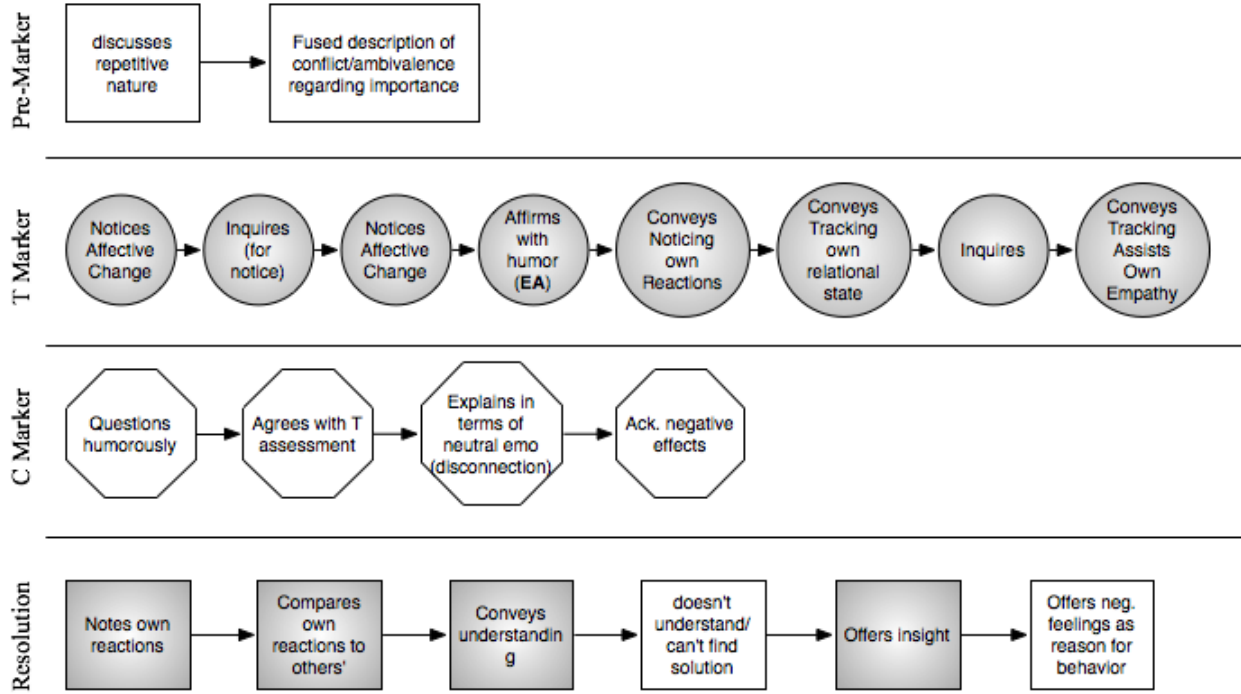 Pre-Marker
discusses
repetitive
nature
Fused description of
conflict/ambivalence
regarding importance
T Marker
Notices
Affective
Change
Inquires
(for
notice)
Notices
Affective
Change
Affirms
with
humor
(EA)
Conveys
Noticing
own
Reactions
Conveys
Tracking
own
relational
state
Inquires
Conveys
Tracking
Assists
Own
Empathy
C Marker
Questions
humorously
Agrees with T
assessment
Explains in
terms of
neutral emo
(disconnection)
Ack. negative
effects
Resolution
Notes own
reactions
Compares
own
reactions to
others'
Conveys
understandin
g
doesn't
understand/
can't find
solution
Offers insight
Offers neg.
feelings as
reason for
behavior